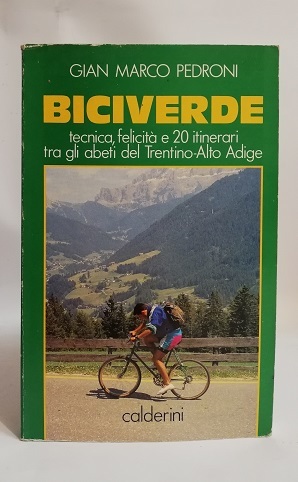 GIAN MARCO PEDRONI
BICIVERDE
tecnica, felicità e 20 itinerari
tra gli abeti del Trentino-Alto Adige
calderini